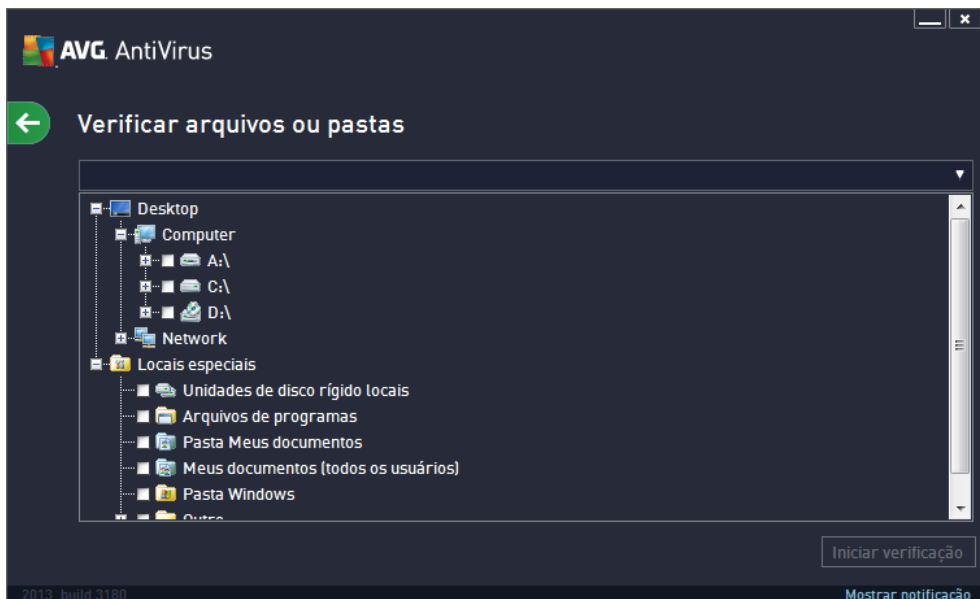 AVG. AntiVirus
Verificar arquivos ou pastas
Desktop
Computer
A:\
C:\
D:\
Network
Locais especiais
Unidades de disco rígido locais
Arquivos de programas
Pasta Meus documentos
Meus documentos (todos os usuários)
Pasta Windows
Outro
Iniciar verificação
2013 build 3180
Mostrar notificação